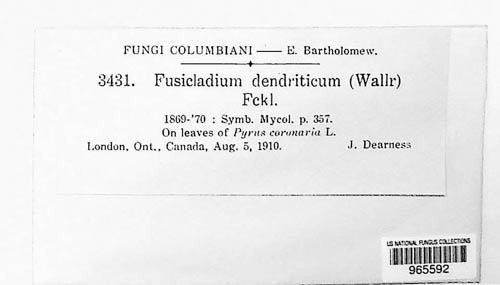 FUNGI COLUMBIANI — E. Bartholomew.
3431. Fusicladium dendriticum (Wallr)
Fckl.
1869-'70 : Symb. Mycol. p. 357.
On leaves of Pyrus coronaria L.
London, Ont., Canada, Aug. 5, 1910. J. Dearness
US NATIONAL FUNGUS COLLECTIONS
965592